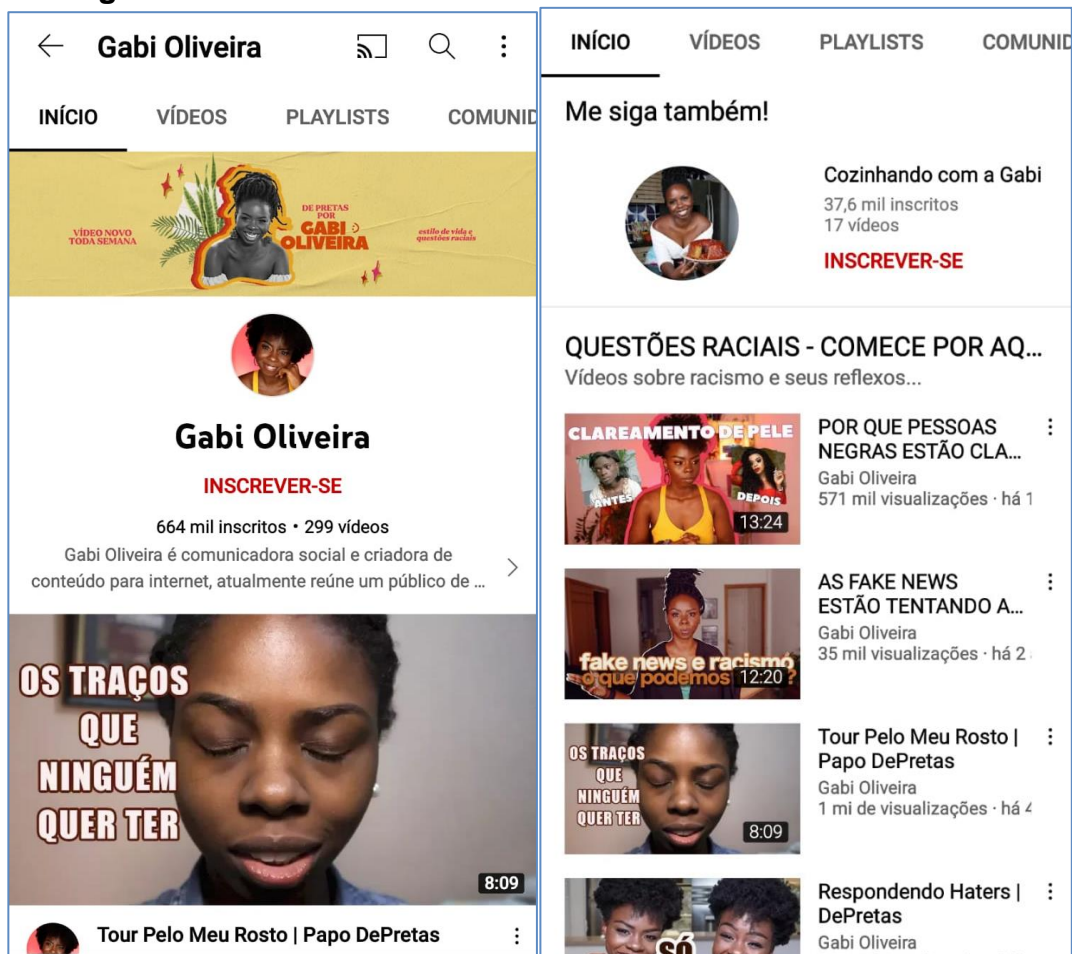 Gabi Oliveira
INÍCIO VÍDEOS PLAYLISTS COMUNID
VÍDEO NOVO
TODA SEMANA
DE PRETAS
POR
GABI
OLIVEIRA
estilo de vida e
questões raciais
Gabi Oliveira
INSCREVER-SE
664 mil inscritos • 299 vídeos
Gabi Oliveira é comunicadora social e criadora de
conteúdo para internet, atualmente reúne um público de ...
OS TRAÇOS
QUE
NINGUÉM
QUER TER
8:09
Tour Pelo Meu Rosto | Papo DePretas
INÍCIO VÍDEOS PLAYLISTS COMUNID
Me siga também!
Cozinhando com a Gabi
37,6 mil inscritos
17 vídeos
INSCREVER-SE
QUESTÕES RACIAIS - COMECE POR AQ...
Vídeos sobre racismo e seus reflexos...
CLAREAMENTO DE PELE
ANTES
DEPOIS
13:24
POR QUE PESSOAS
NEGRAS ESTÃO CLA...
Gabi Oliveira
571 mil visualizações · há 1
fake news e racismo
o que podemos ?
12:20
AS FAKE NEWS
ESTÃO TENTANDO A...
Gabi Oliveira
35 mil visualizações · há 2
OS TRAÇOS
QUE
NINGUÉM
QUER TER
8:09
Tour Pelo Meu Rosto |
Papo DePretas
Gabi Oliveira
1 mi de visualizações · há 4
SÓ
Respondendo Haters |
DePretas
Gabi Oliveira